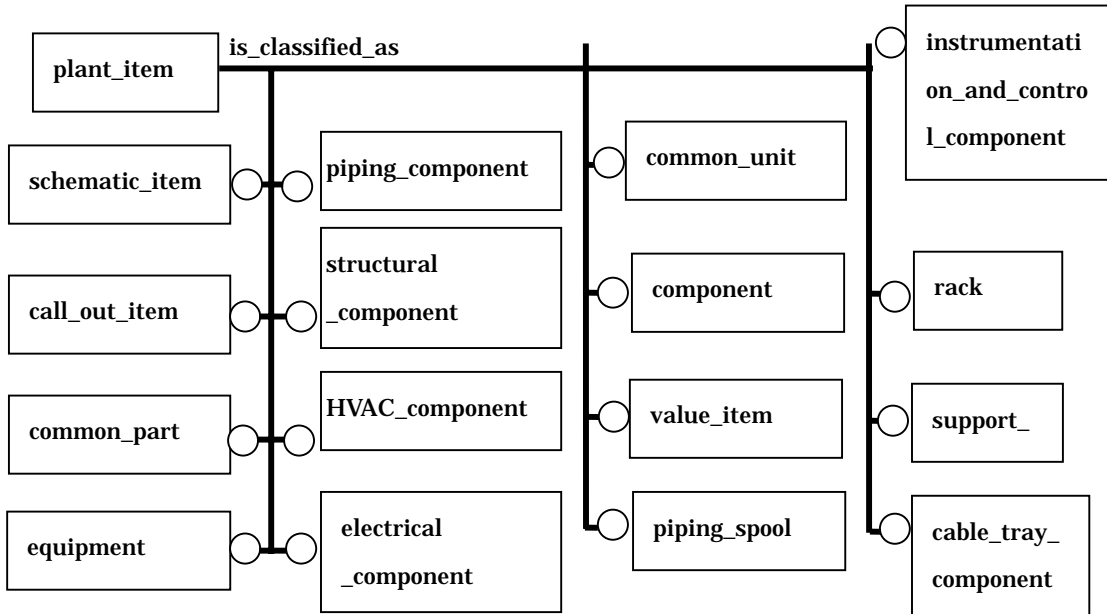 is_classified_as
plant_item
instrumentati
on_and_contro
l_component
schematic_item
piping_component
common_unit
call_out_item
structural
_component
component
rack
common_part
HVAC_component
value_item
support_
equipment
electrical
_component
piping_spool
cable_tray_
component